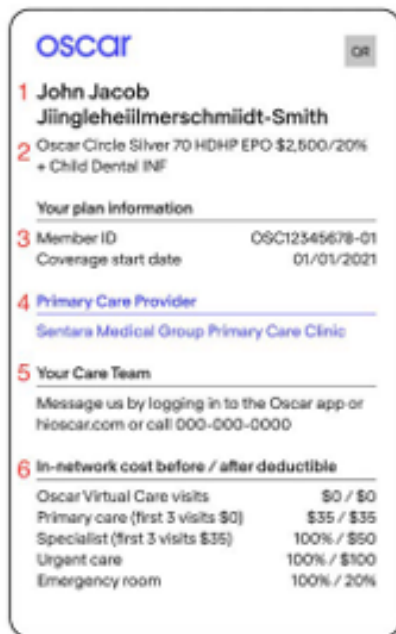 oscar
QR
1 John Jacob
Jiingleheiilmerschmiidt-Smith
2 Oscar Circle Silver 70 HDHP EPO $2,500/20%
+ Child Dental INF
Your plan information
3 Member ID OSC12345678-01
Coverage start date 01/01/2021
4 Primary Care Provider
Sentara Medical Group Primary Care Clinic
5 Your Care Team
Message us by logging in to the Oscar app or
hioscar.com or call 000-000-0000
6 In-network cost before / after deductible
Oscar Virtual Care visits $0 / $0
Primary care (first 3 visits $0) $35 / $35
Specialist (first 3 visits $35) 100% / $50
Urgent care 100% / $100
Emergency room 100% / 20%